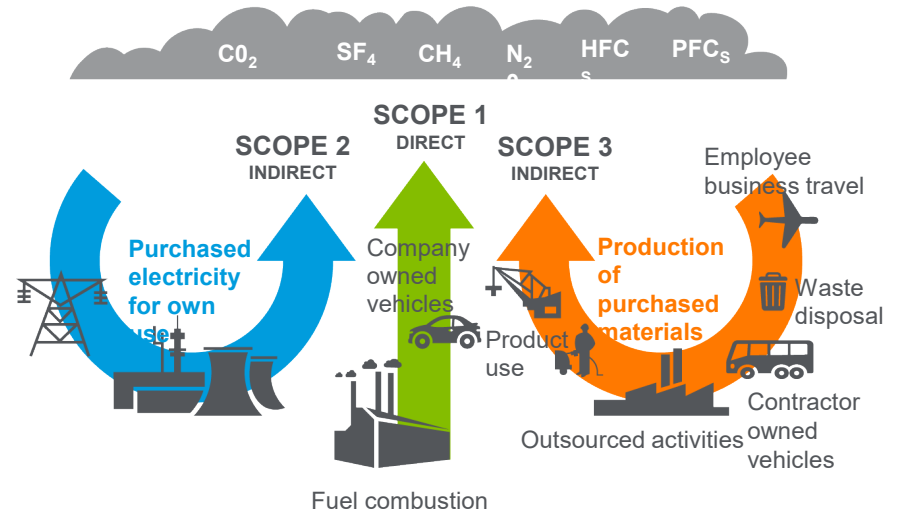 C0₂ SF₄ CH₄ N₂ HFC PFCS
S
SCOPE 1
DIRECT
SCOPE 2
INDIRECT
SCOPE 3
INDIRECT
Employee
business travel
Purchased
electricity
for own
use
Company
owned
vehicles
Production
of
purchased
materials
Waste
disposal
Product
use
Contractor
owned
vehicles
Outsourced activities
Fuel combustion